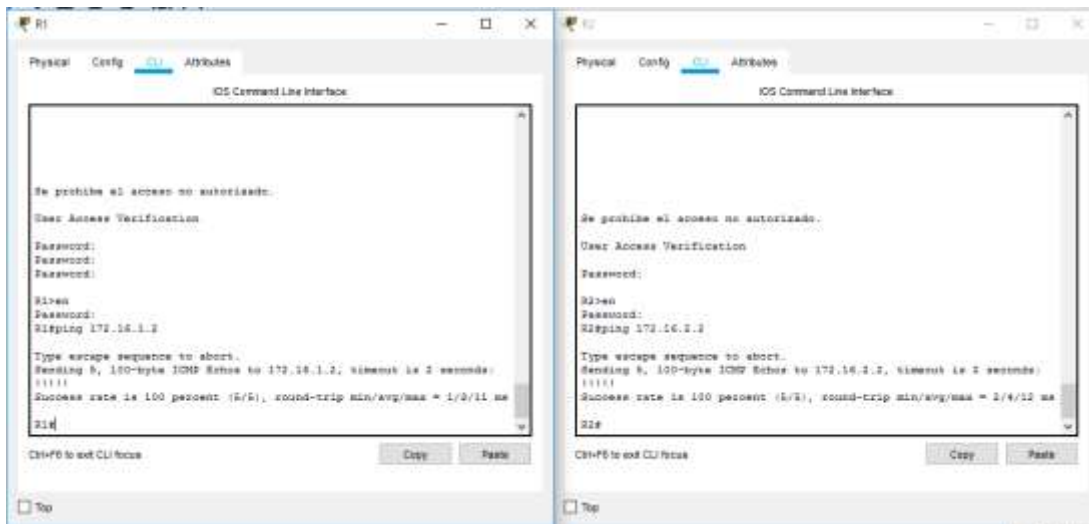 R1
Physical Config CLI Attributes
IOS Command Line Interface
Se prohibe el acceso no autorizado.
User Access Verification
Password:
Password:
Password:
R1>en
Password:
R1#ping 172.16.1.2
Type escape sequence to abort.
Sending 5, 100-byte ICMP Echos to 172.16.1.2, timeout is 2 seconds:
!!!!!
Success rate is 100 percent (5/5), round-trip min/avg/max =
R1#
Ctrl+F6 to exit CLI focus
Copy Paste
Top
R2
Physical Config CLI Attributes
IOS Command Line Interface
Se prohibe el acceso no autorizado.
User Access Verification
Password:
R2>en
Password:
R2#ping 172.16.2.2
Type escape sequence to abort.
Sending 5, 100-byte ICMP Echos to 172.16.2.2, timeout is 2 seconds:
!!!!!
Success rate is 100 percent (5/5), round-trip min/avg/max = 2/4/12 ms
R2#
Ctrl+F6 to exit CLI focus
Copy Paste
Top